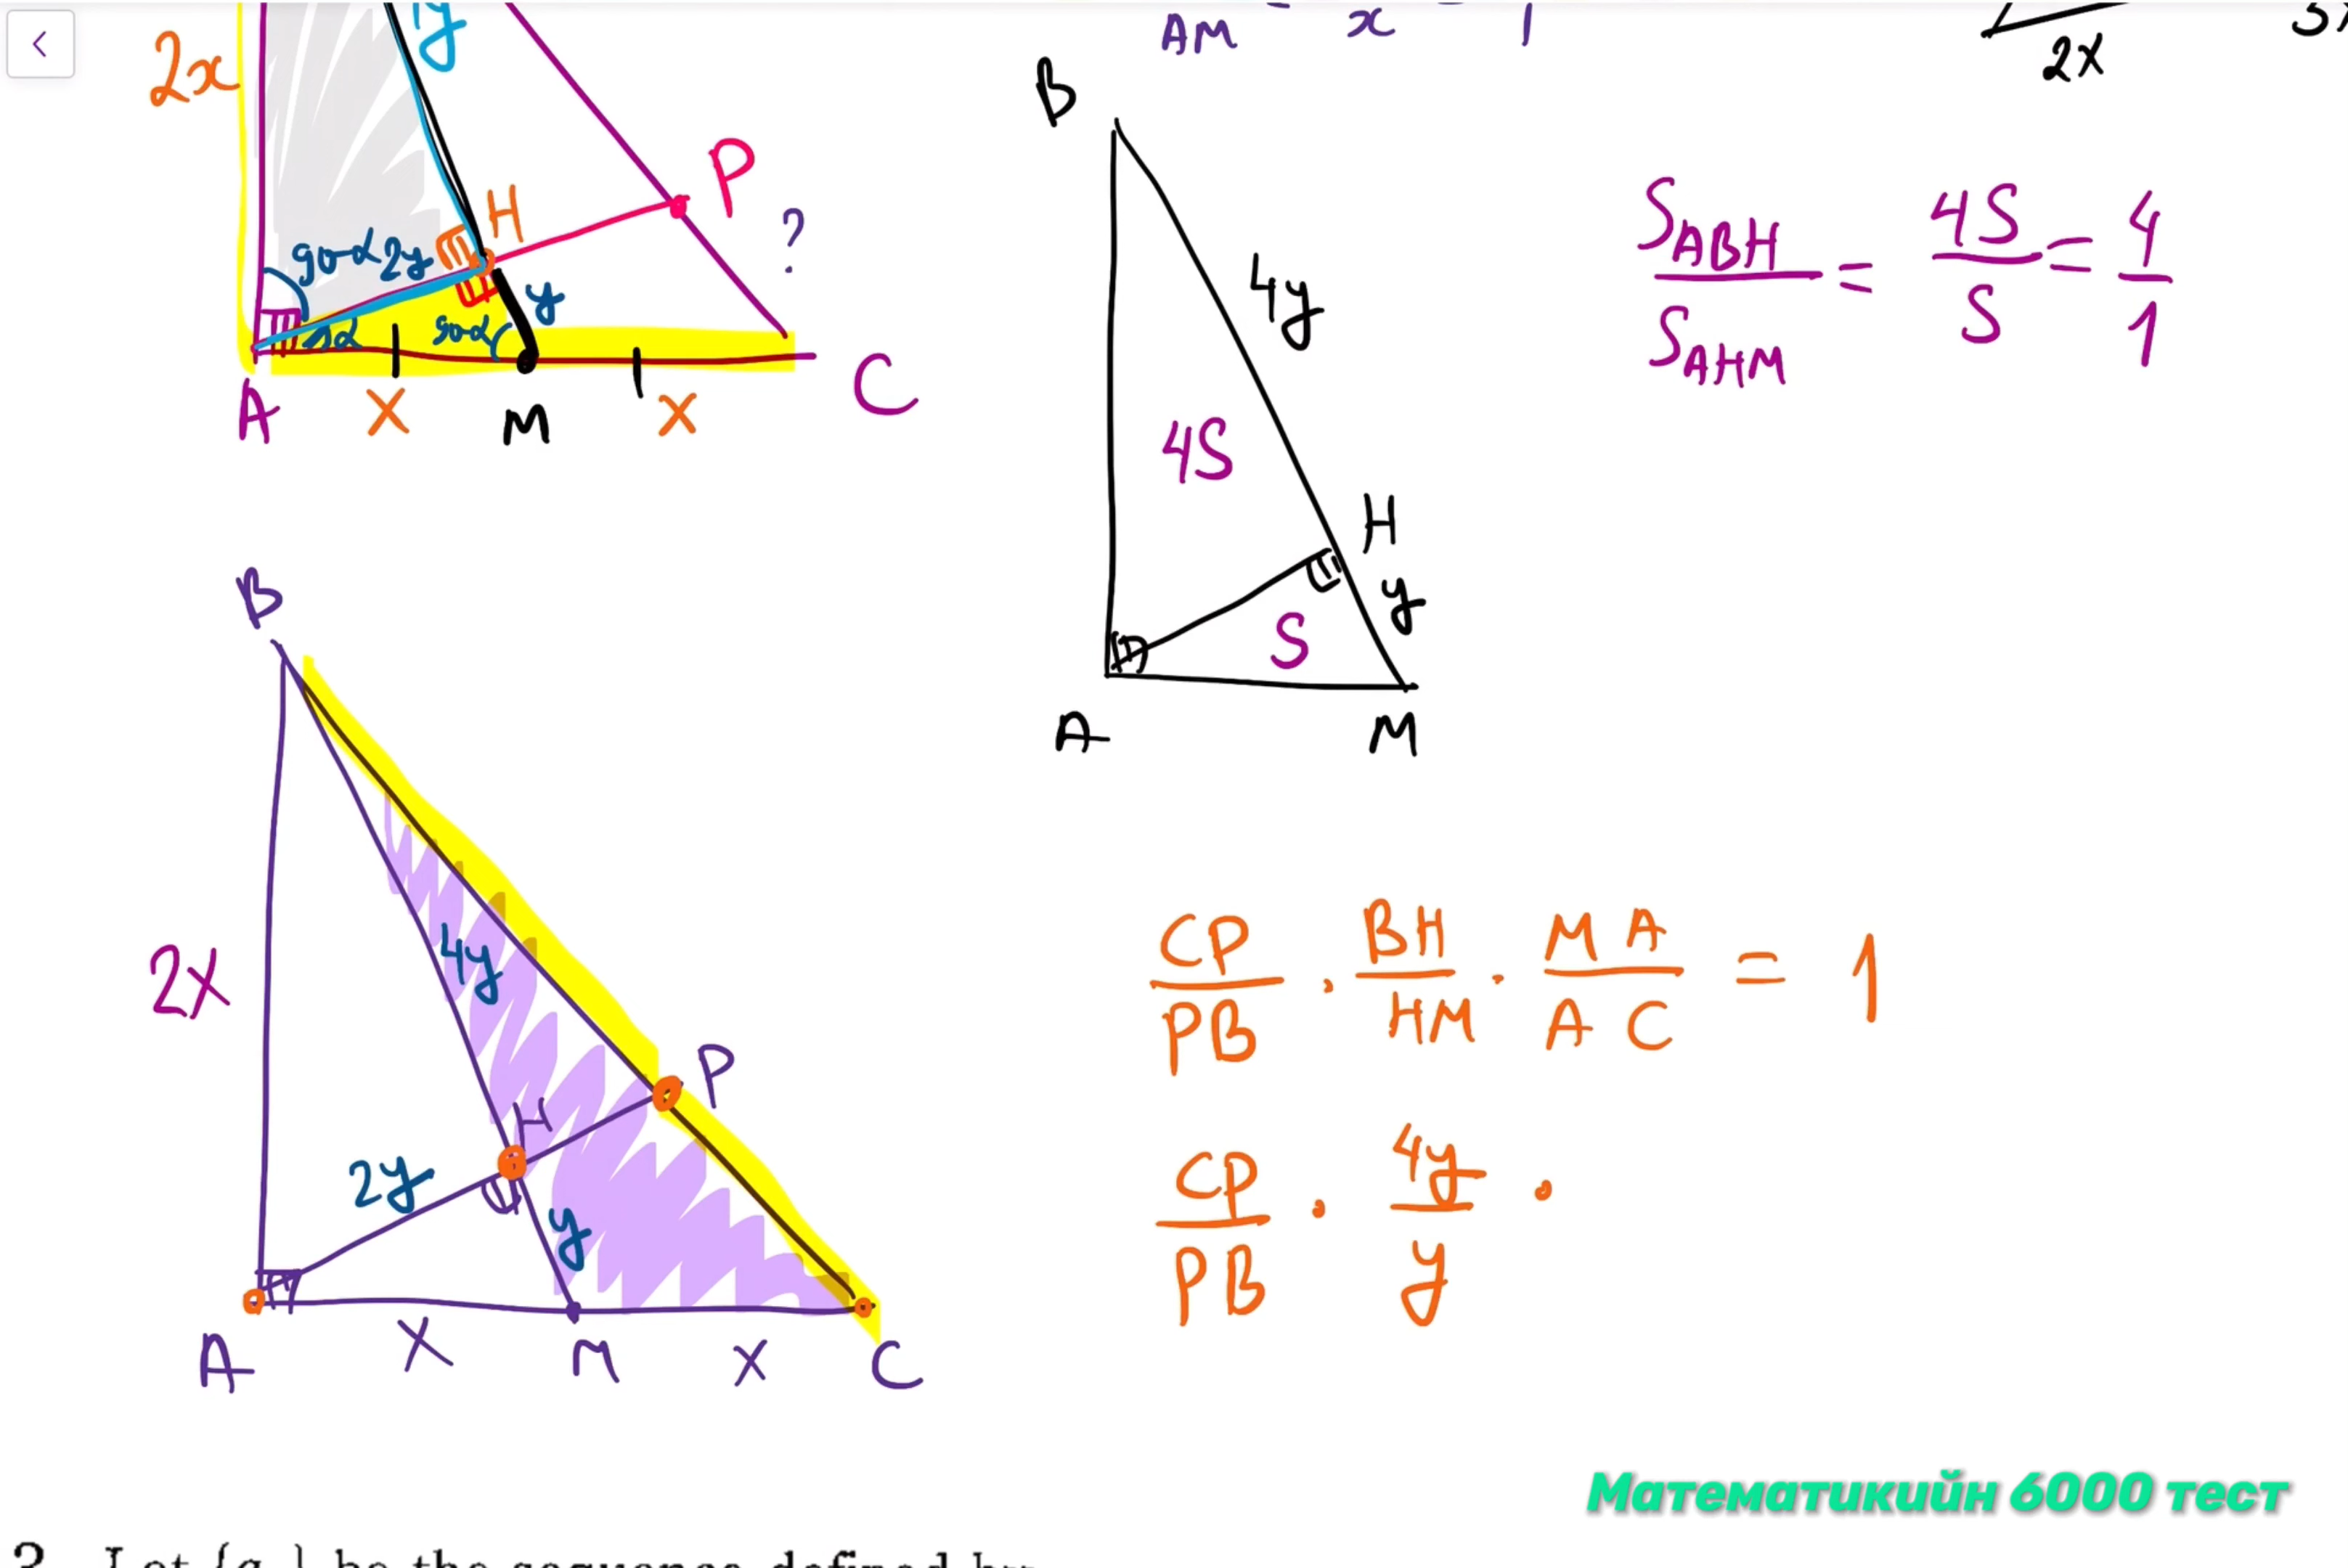 AM = x = 1
2x
y
2x
P
?
H
90-α 2y
y
α
90-α
A
x
M
x
C
B
4y
4S
H
y
S
A
M
S_ABH / S_AHM = 4S / S = 4 / 1
B
2x
4y
P
H
2y
y
A
x
M
x
C
CP / PB · BH / HM · MA / AC = 1
CP / PB · 4y / y ·
Математикийн 6000 тест